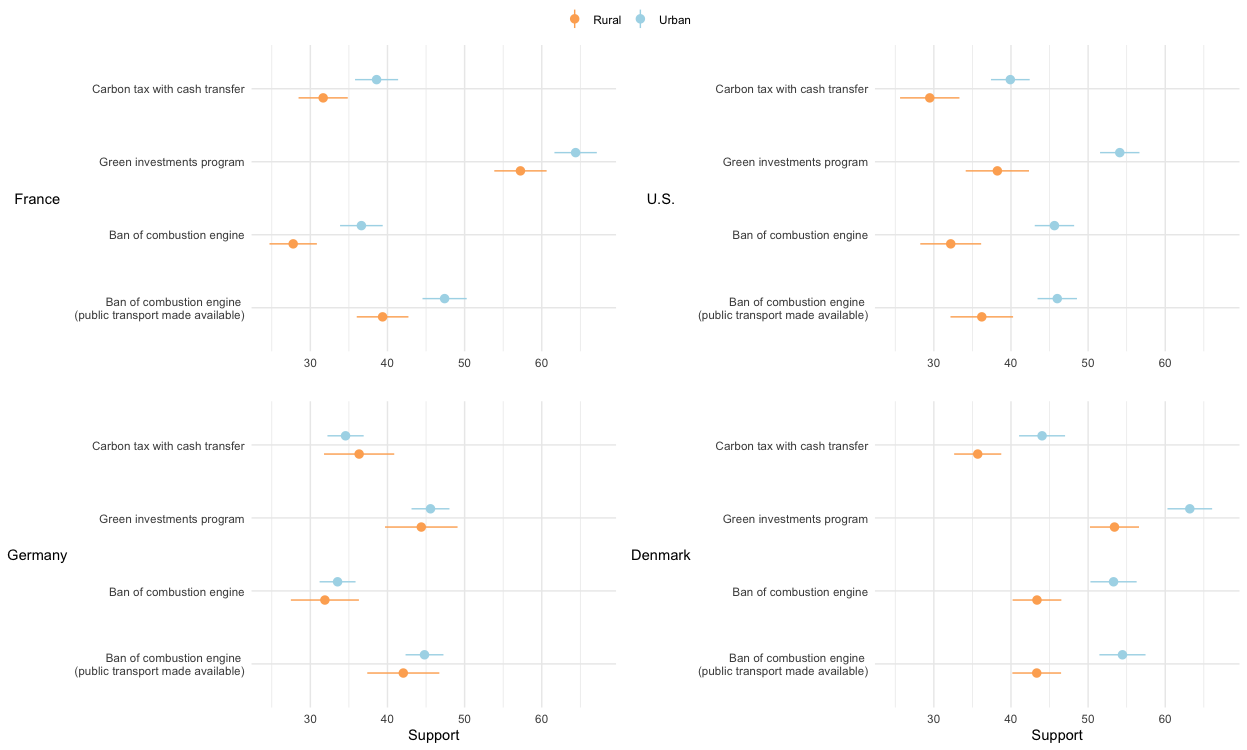 Rural Urban
France
Carbon tax with cash transfer
Green investments program
Ban of combustion engine
Ban of combustion engine
(public transport made available)
30 40 50 60
U.S.
Carbon tax with cash transfer
Green investments program
Ban of combustion engine
Ban of combustion engine
(public transport made available)
30 40 50 60
Germany
Carbon tax with cash transfer
Green investments program
Ban of combustion engine
Ban of combustion engine
(public transport made available)
30 40 50 60
Support
Denmark
Carbon tax with cash transfer
Green investments program
Ban of combustion engine
Ban of combustion engine
(public transport made available)
30 40 50 60
Support